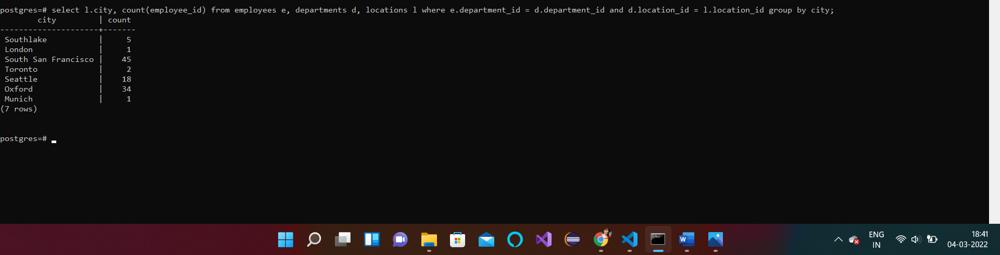 postgres=# select l.city, count(employee_id) from employees e, departments d, locations l where e.department_id = d.department_id and d.location_id = l.location_id group by city;
        city         | count
---------------------+-------
 Southlake           |     5
 London              |     1
 South San Francisco |    45
 Toronto             |     2
 Seattle             |    18
 Oxford              |    34
 Munich              |     1
(7 rows)
postgres=#
ENG
IN
18:41
04-03-2022